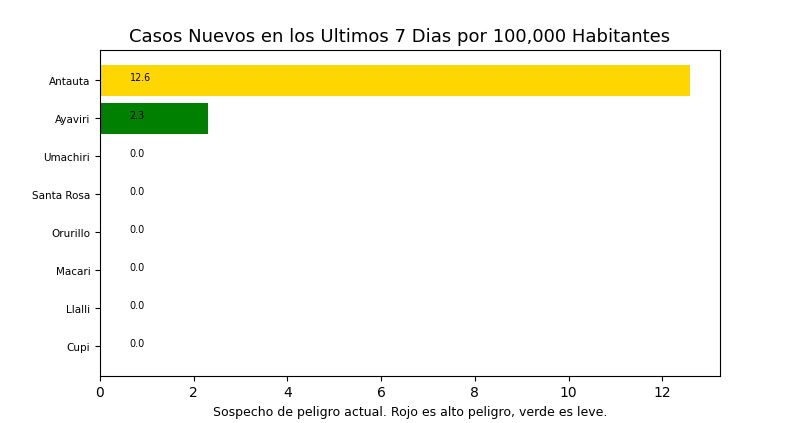 Casos Nuevos en los Ultimos 7 Dias por 100,000 Habitantes
Antauta 12.6
Ayaviri 2.3
Umachiri 0.0
Santa Rosa 0.0
Orurillo 0.0
Macari 0.0
Llalli 0.0
Cupi 0.0
0 2 4 6 8 10 12
Sospecho de peligro actual. Rojo es alto peligro, verde es leve.